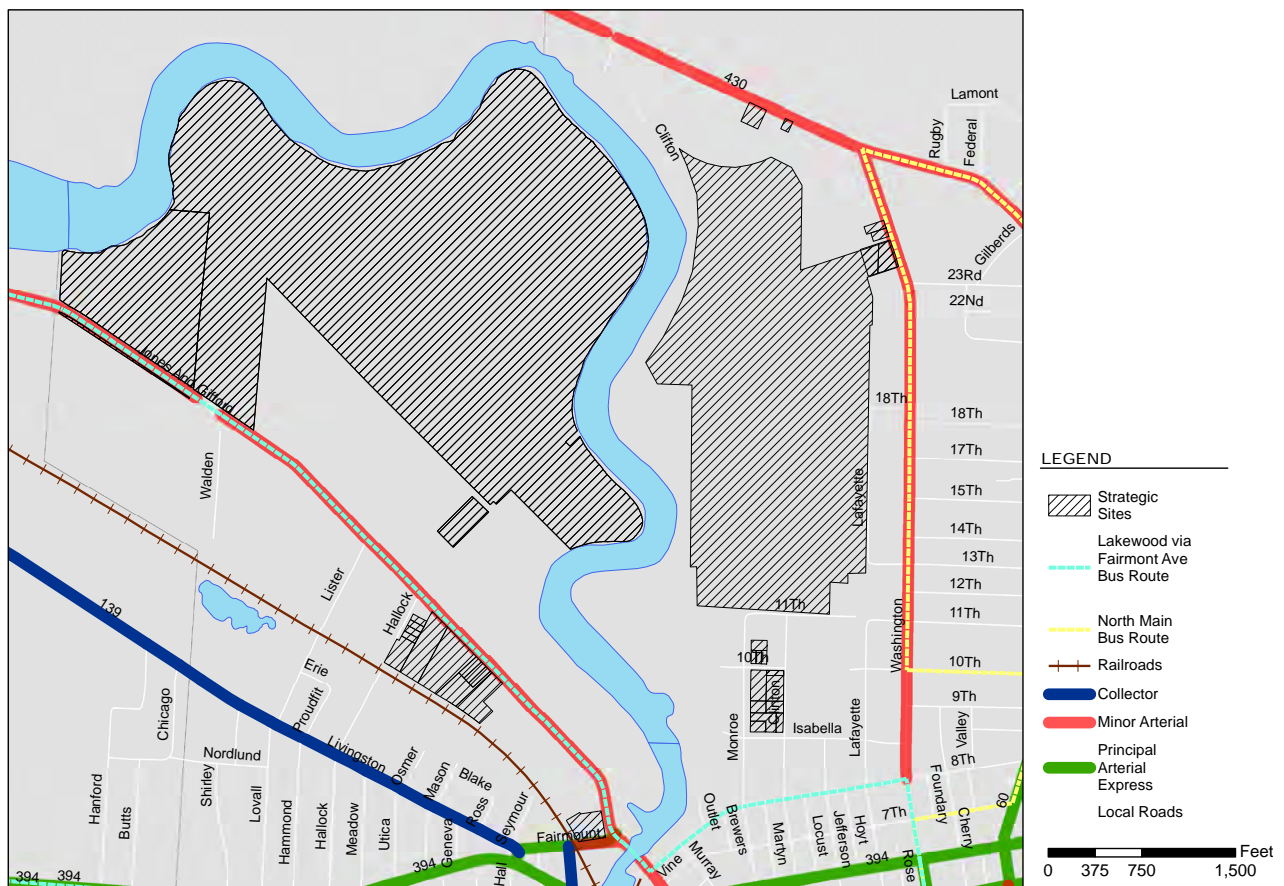 430
Lamont
Clifton
Rugby
Federal
Gilberds
23Rd
22Nd
Jones And Gifford
18Th
18Th
17Th
Walden
Lafayette
15Th
14Th
13Th
Lister
12Th
139
Hallock
11Th
11Th
Washington
10Th
10Th
Erie
Proudfit
Chicago
Clinton
9Th
Monroe
Isabella
Lafayette
Valley
Livingston
Nordlund
Osmer
Mason
Blake
8Th
Shirley
Hanford
Butts
Lovall
Hammond
Hallock
Meadow
Utica
Geneva
Ross
Seymour
Fairmount
Outlet
Brewers
Martyn
Locust
Jefferson
Hoyt
7Th
Foundary
Cherry
60
Vine
Murray
394
394
394
394
Hall
Rose
LEGEND
Strategic
Sites
Lakewood via
Fairmont Ave
Bus Route
North Main
Bus Route
Railroads
Collector
Minor Arterial
Principal
Arterial
Express
Local Roads
Feet
0 375 750 1,500